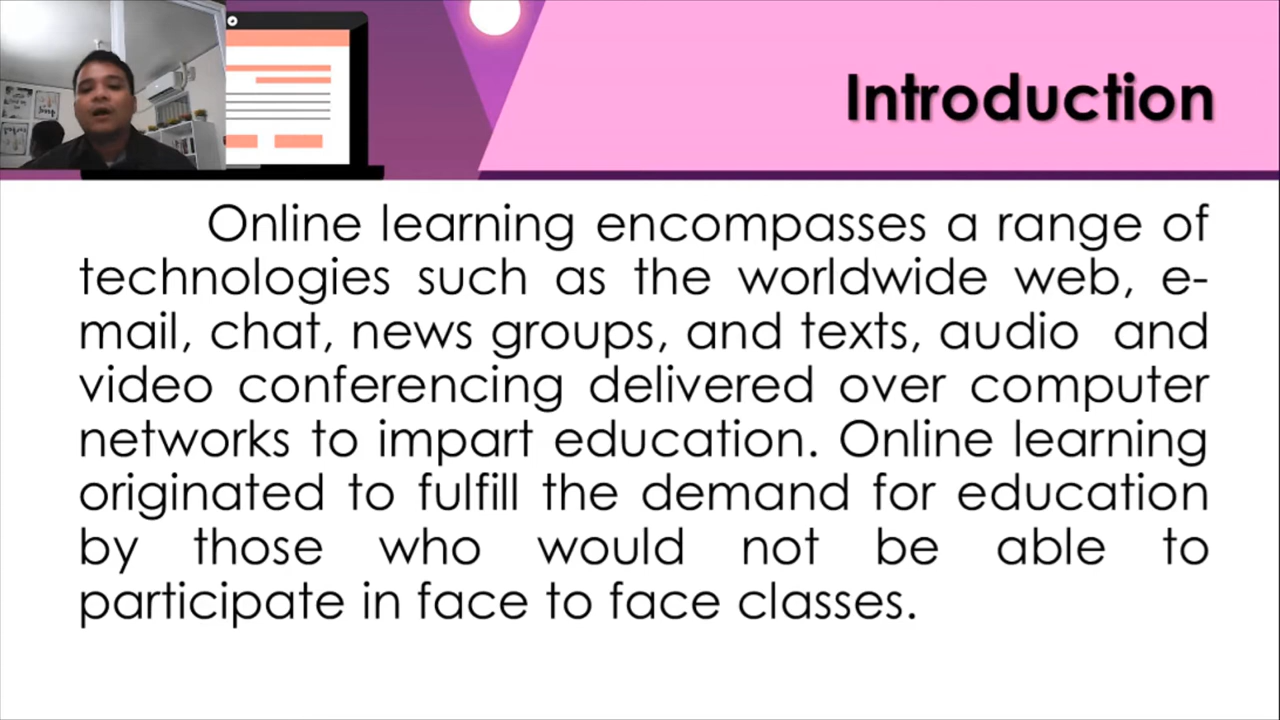 Introduction
Online learning encompasses a range of
technologies such as the worldwide web, e-
mail, chat, news groups, and texts, audio and
video conferencing delivered over computer
networks to impart education. Online learning
originated to fulfill the demand for education
by those who would not be able to
participate in face to face classes.